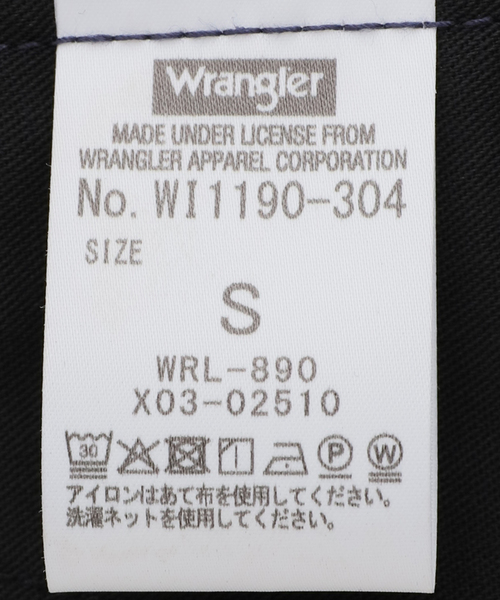 Wrangler
MADE UNDER LICENSE FROM
WRANGLER APPAREL CORPORATION
No. WI1190-304
SIZE
S
WRL-890
X03-02510
30 P W
アイロンはあて布を使用してください。
洗濯ネットを使用してください。